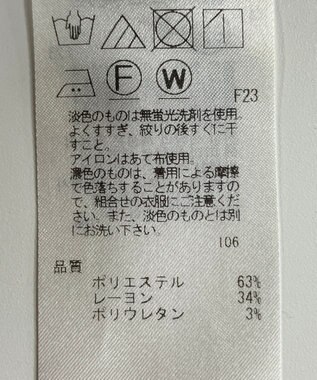 F W
F23
淡色のものは無蛍光洗剤を使用。
よくすすぎ、絞りの後すぐに干
すこと。
アイロンはあて布使用。
濃色のものは、着用による摩擦
で色落ちすることがありますの
で、組合せの衣服にご注意くだ
さい。また、淡色のものとは別
にお洗い下さい。
106
品質
ポリエステル 63%
レーヨン 34%
ポリウレタン 3%